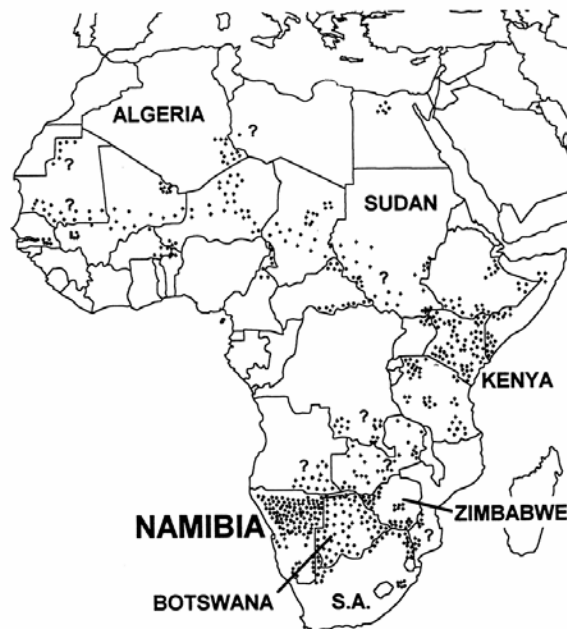 ALGERIA
?
?
?
SUDAN
?
KENYA
?
?
?
NAMIBIA
ZIMBABWE
?
BOTSWANA
S.A.